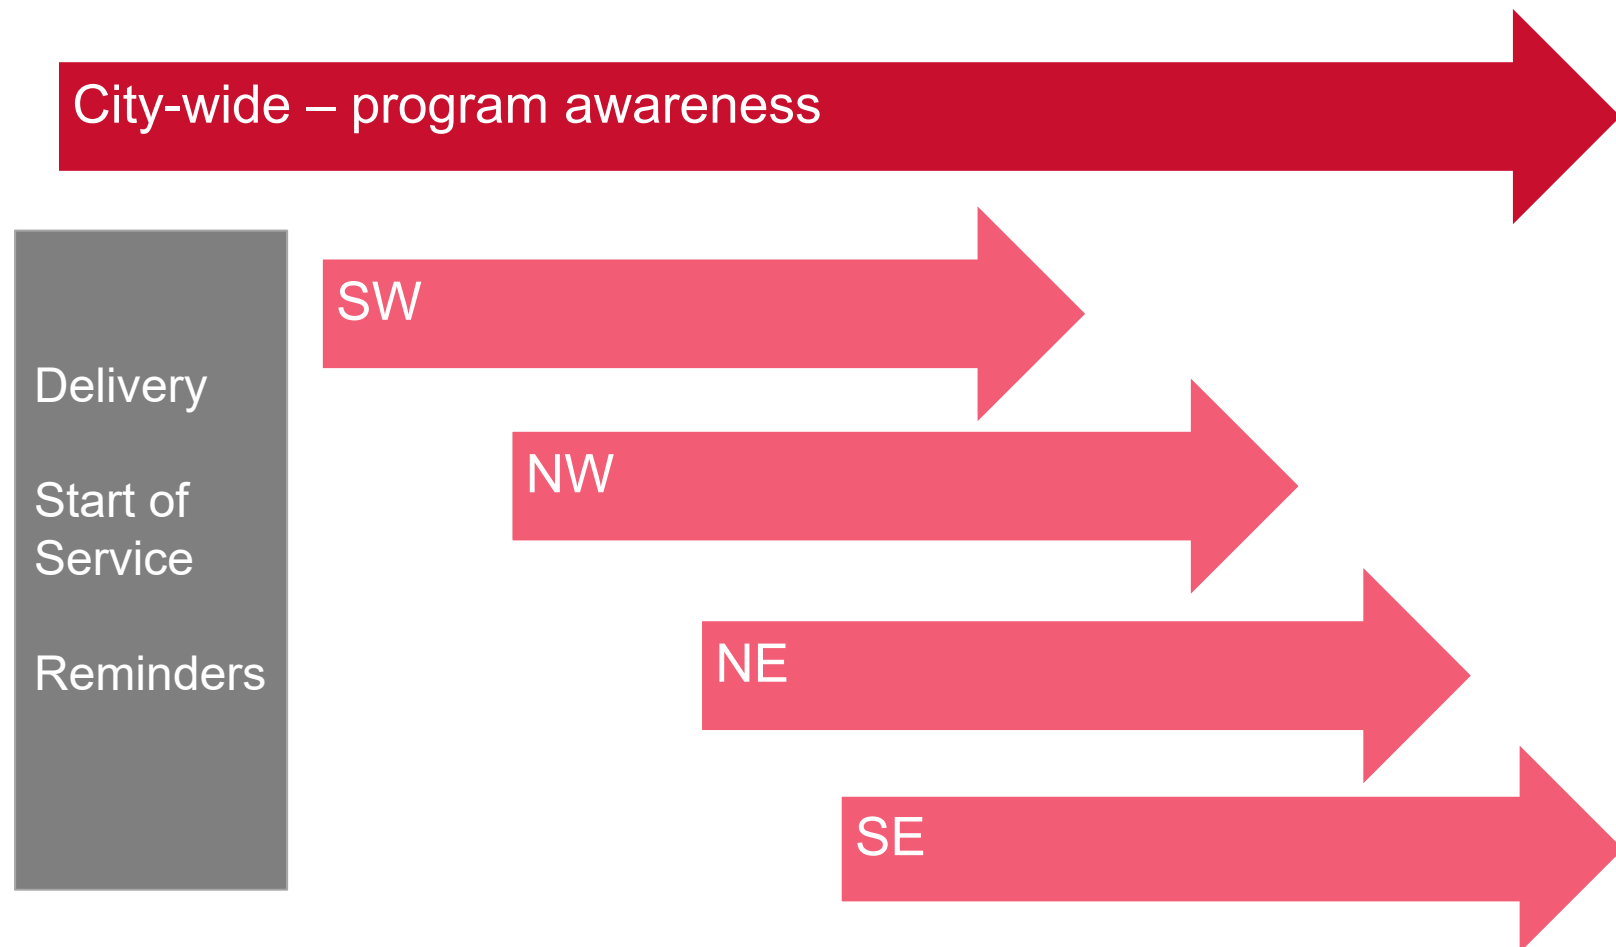 City-wide – program awareness
Delivery
Start of
Service
Reminders
SW
NW
NE
SE